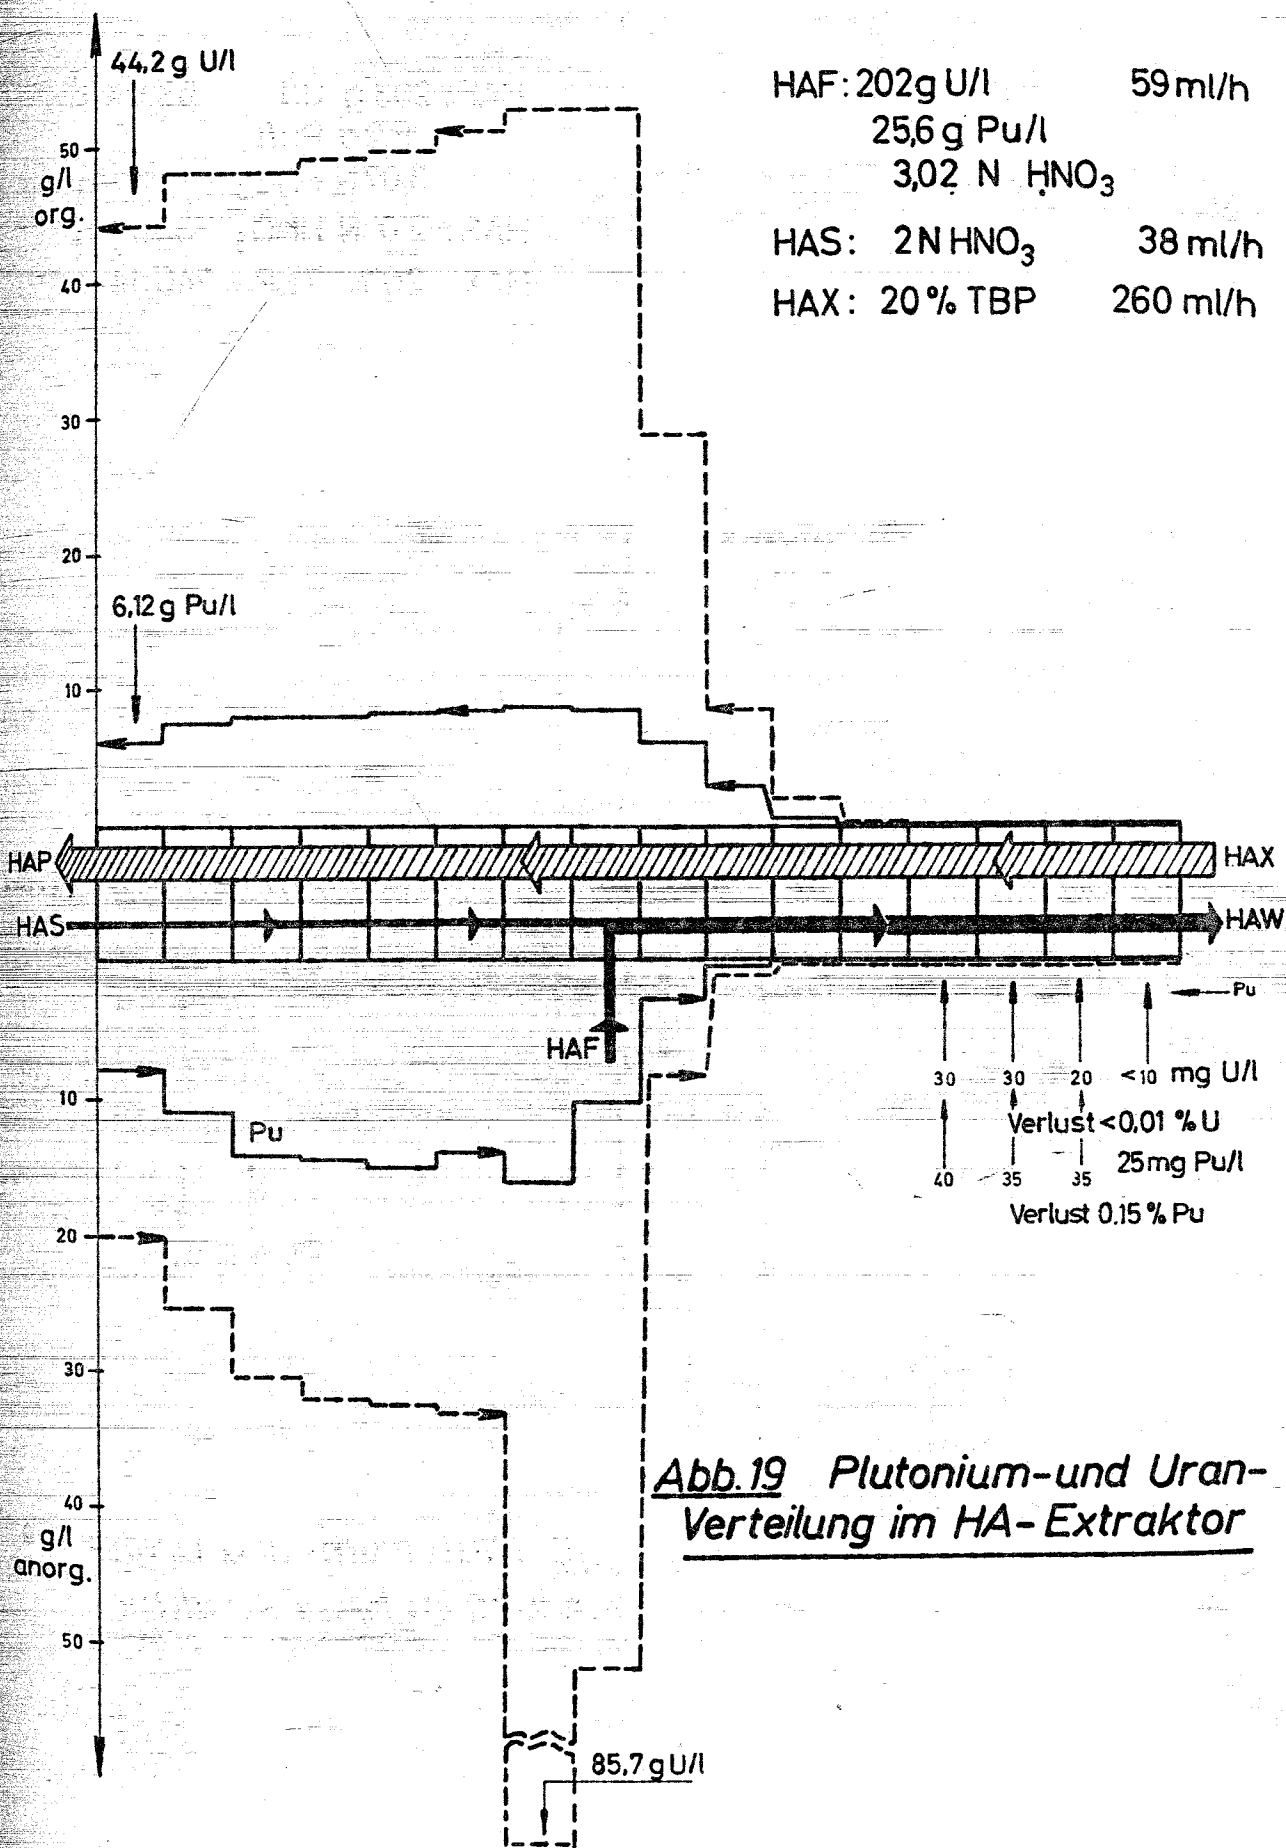 44,2 g U/l
HAF: 202 g U/l 59 ml/h
25,6 g Pu/l
3,02 N HNO3
HAS: 2 N HNO3 38 ml/h
HAX: 20 % TBP 260 ml/h
50
g/l
org.
40
30
20
6,12 g Pu/l
10
HAP
HAX
HAS
HAW
HAF
Pu
10
Pu
30 30 20 <10 mg U/l
Verlust <0,01 % U
25 mg Pu/l
40 35 35
Verlust 0.15 % Pu
20
30
40
g/l
anorg.
50
85,7 g U/l
Abb. 19 Plutonium- und Uran-
Verteilung im HA-Extraktor